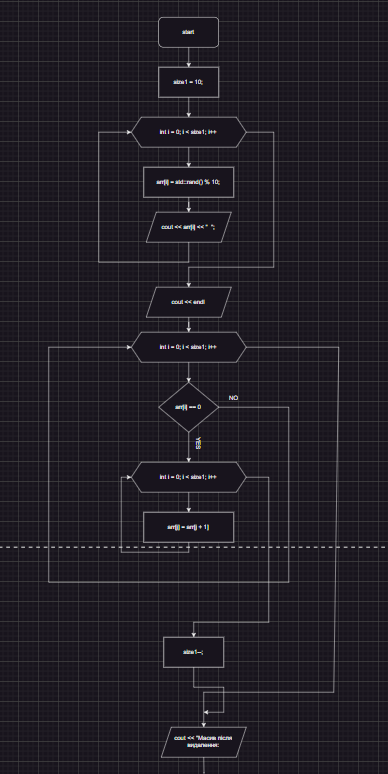 start
size1 = 10;
int i = 0; i < size1; i++
arr[i] = std::rand() % 10;
cout << arr[i] << "  ";
cout << endl
int i = 0; i < size1; i++
arr[i] == 0
NO
YES
int i = 0; i < size1; i++
arr[j] = arr[j + 1]
size1--;
cout << "Масив після
видалення: